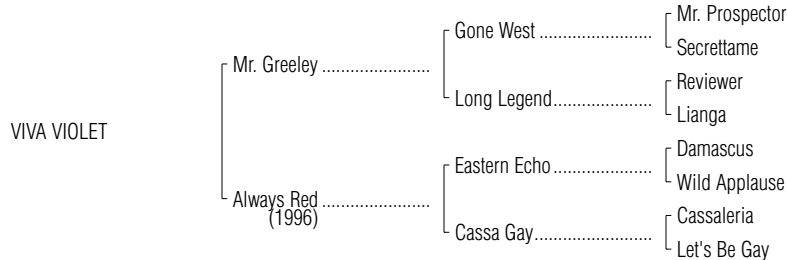 Mr. Prospector
Gone West ........................
Secrettame
Mr. Greeley .......................
Reviewer
Long Legend.....................
Lianga
VIVA VIOLET
Damascus
Eastern Echo .....................
Wild Applause
Always Red .......................
(1996)
Cassaleria
Cassa Gay.........................
Let's Be Gay